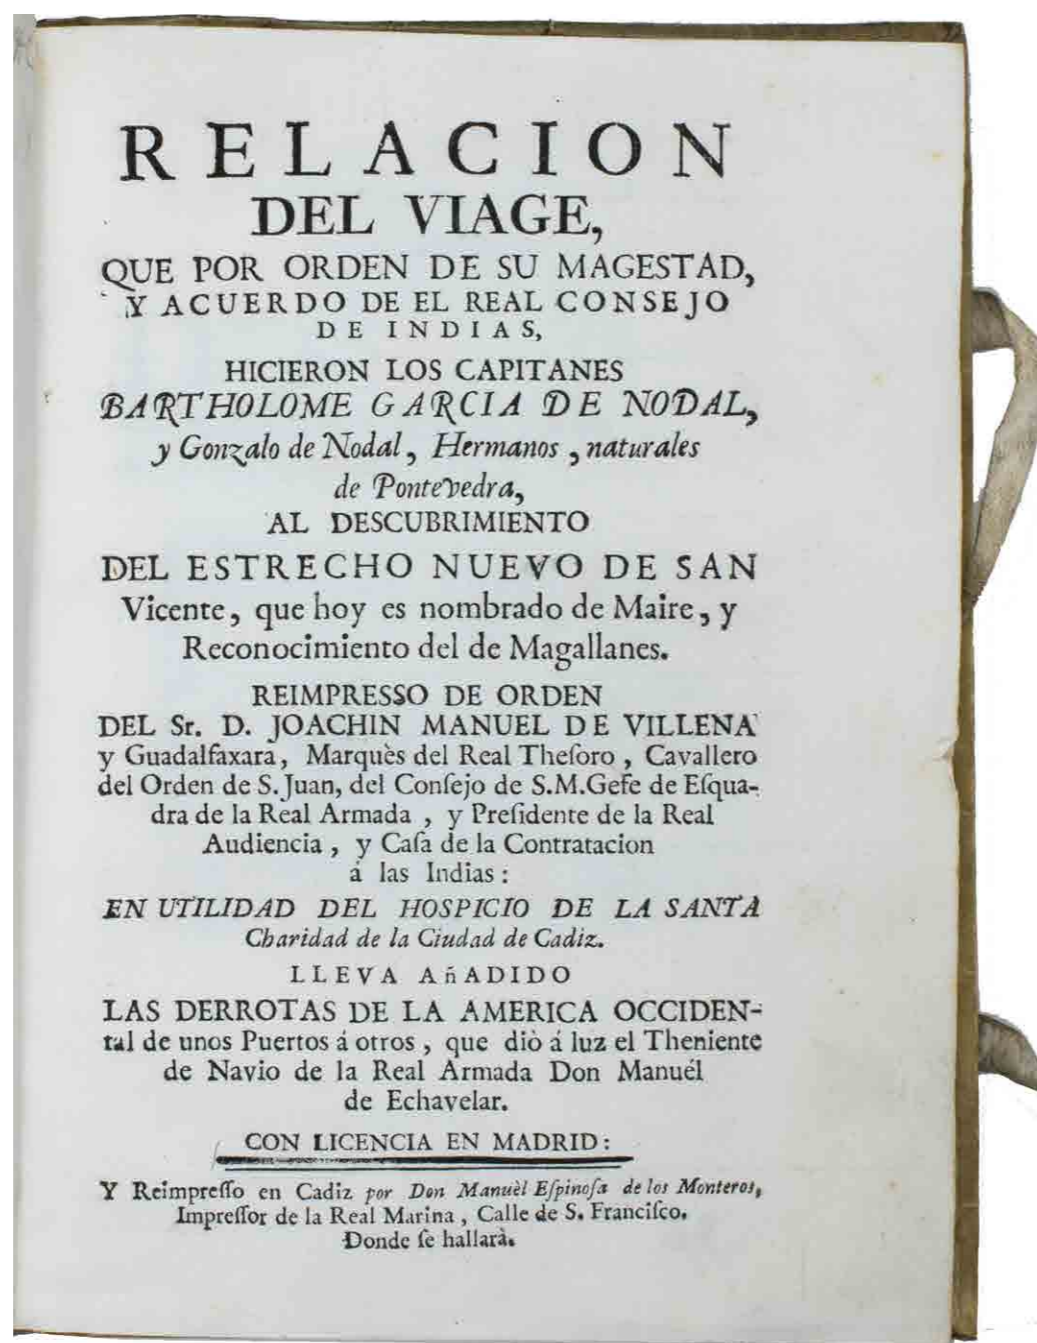 RELACION
DEL VIAGE,
QUE POR ORDEN DE SU MAGESTAD,
Y ACUERDO DE EL REAL CONSEJO
DE INDIAS,
HICIERON LOS CAPITANES
BARTHOLOME GARCIA DE NODAL,
y Gonzalo de Nodal, Hermanos, naturales
de Pontevedra,
AL DESCUBRIMIENTO
DEL ESTRECHO NUEVO DE SAN
Vicente, que hoy es nombrado de Maire, y
Reconocimiento del de Magallanes.
REIMPRESSO DE ORDEN
DEL Sr. D. JOACHIN MANUEL DE VILLENA
y Guadalfaxara, Marquès del Real Theſoro, Cavallero
del Orden de S. Juan, del Conſejo de S.M. Gefe de Eſqua-
dra de la Real Armada, y Preſidente de la Real
Audiencia, y Caſa de la Contratacion
á las Indias:
EN UTILIDAD DEL HOSPICIO DE LA SANTA
Charidad de la Ciudad de Cadiz.
LLEVA AñADIDO
LAS DERROTAS DE LA AMERICA OCCIDEN-
tal de unos Puertos á otros, que diò á luz el Theniente
de Navio de la Real Armada Don Manuél
de Echavelar.
CON LICENCIA EN MADRID:
Y Reimpreſſo en Cadiz por Don Manuèl Eſpinoſa de los Monteros,
Impreſſor de la Real Marina, Calle de S. Franciſco.
Donde ſe hallarà.